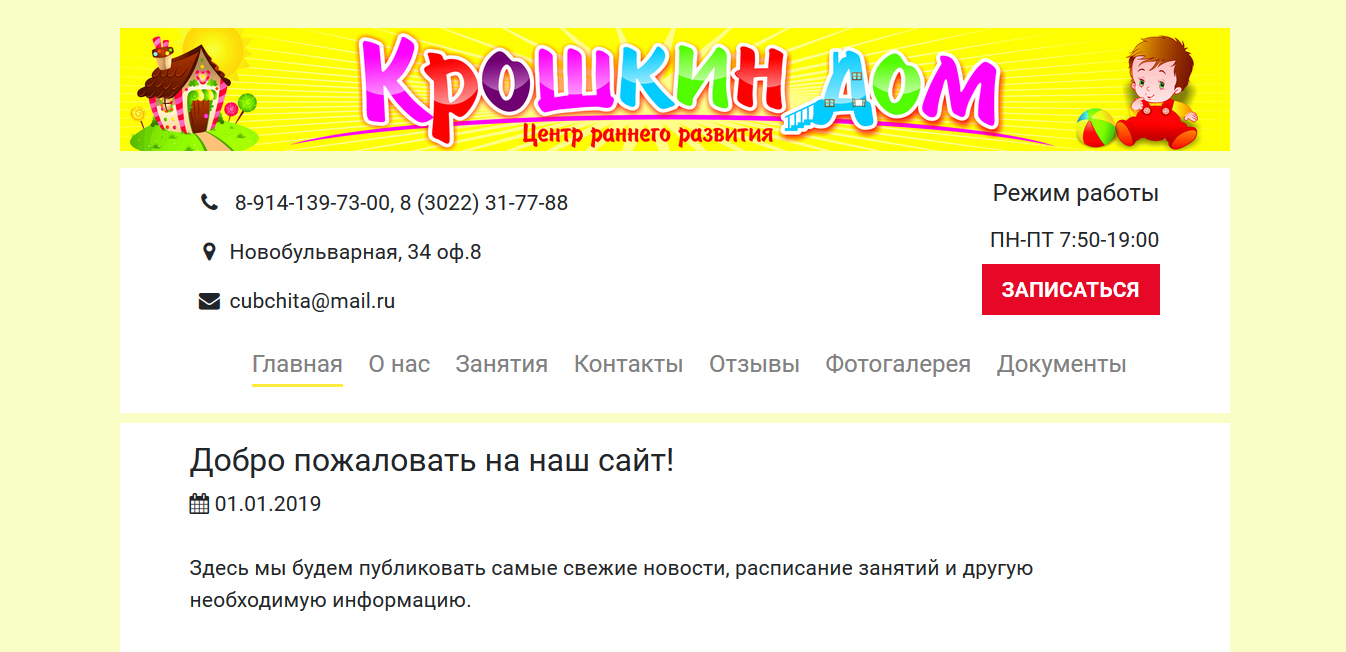 Крошкин дом
Центр раннего развития
8-914-139-73-00, 8 (3022) 31-77-88
Новобульварная, 34 оф.8
cubchita@mail.ru
Режим работы
ПН-ПТ 7:50-19:00
ЗАПИСАТЬСЯ
Главная О нас Занятия Контакты Отзывы Фотогалерея Документы
Добро пожаловать на наш сайт!
01.01.2019
Здесь мы будем публиковать самые свежие новости, расписание занятий и другую
необходимую информацию.